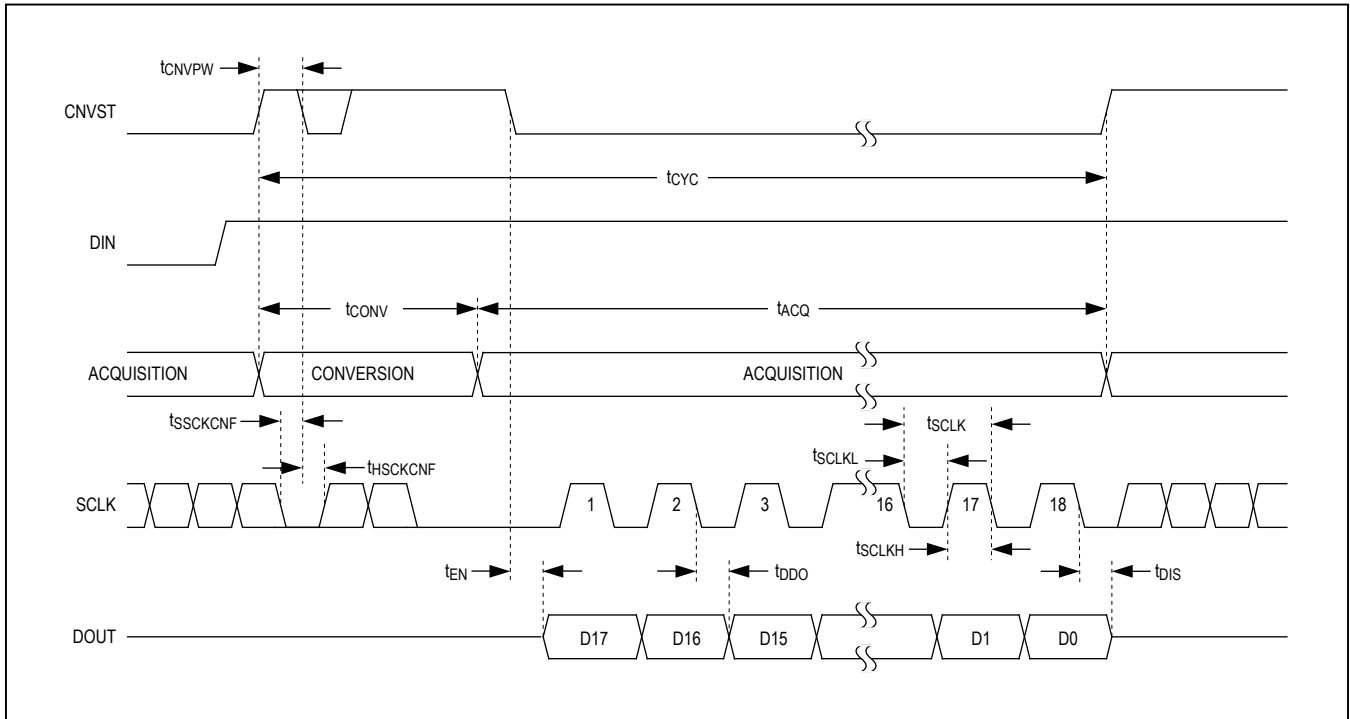 tCNVPW
CNVST
tCYC
DIN
tCONV
tACQ
ACQUISITION
CONVERSION
ACQUISITION
tSSCKCNF
tHSCKCNF
tSCLK
tSCLKL
SCLK
1
2
3
16
17
18
tSCLKH
tEN
tDDO
tDIS
DOUT
D17
D16
D15
D1
D0